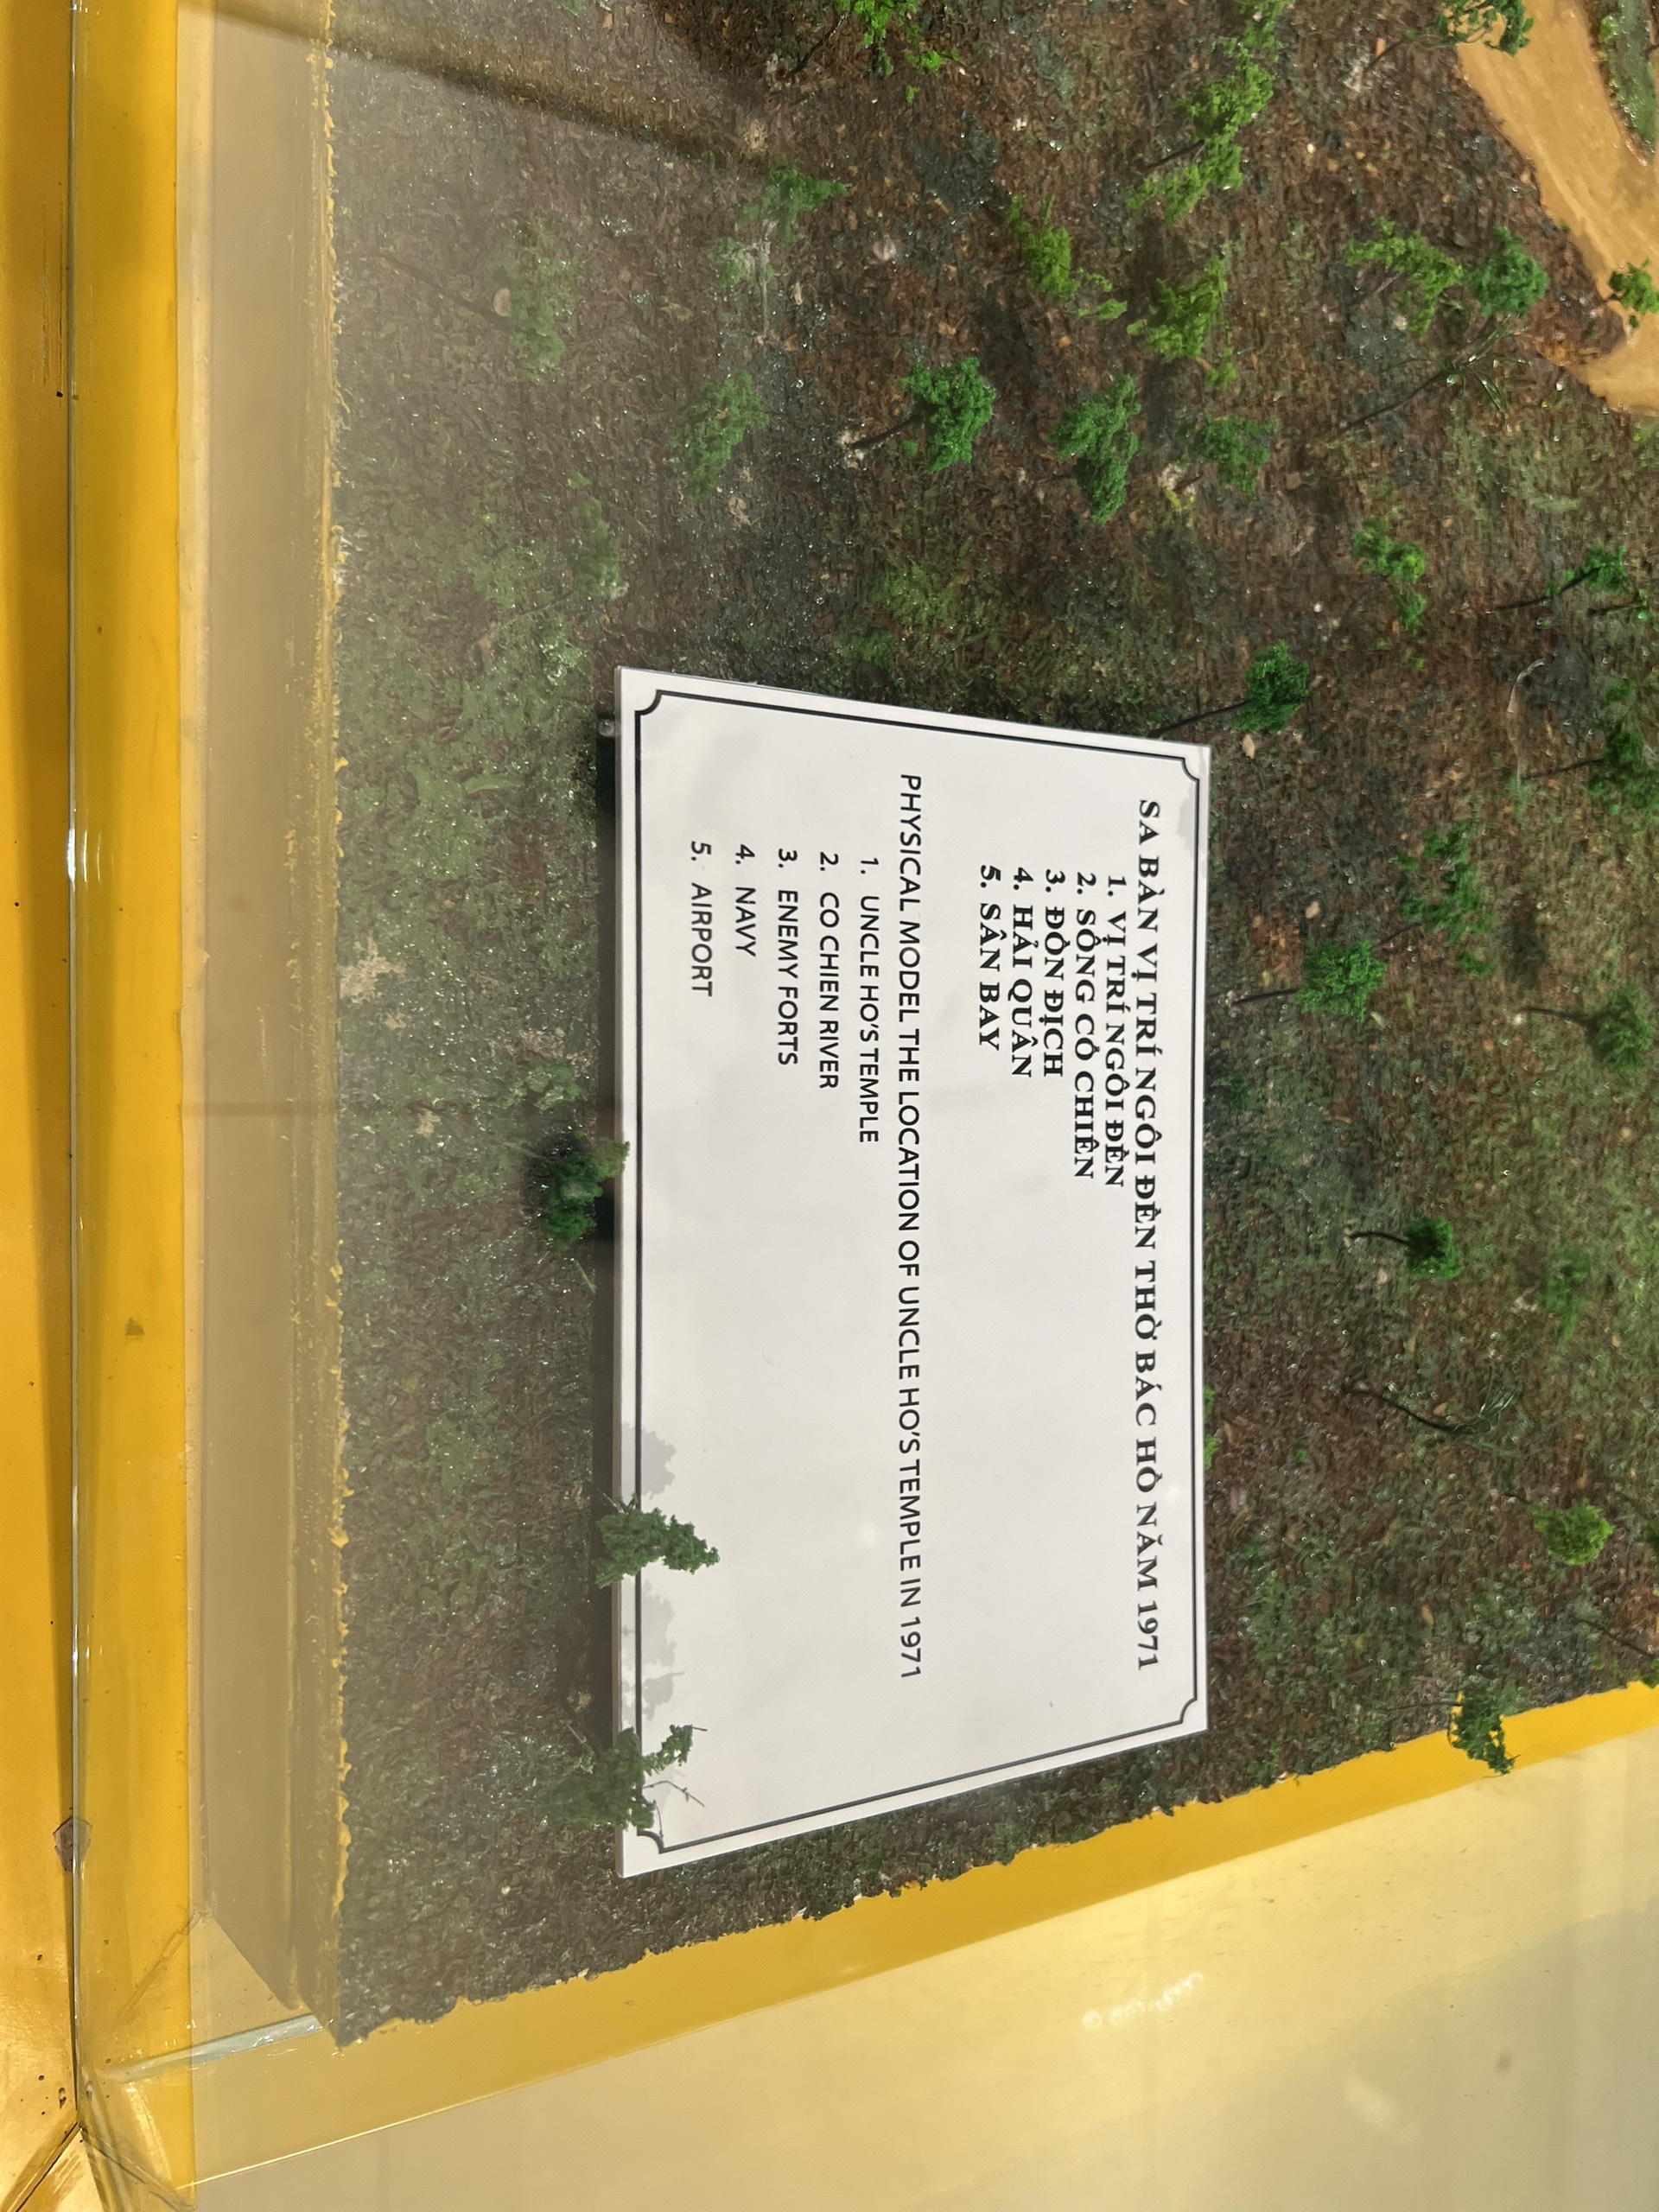 SA BÀN VỊ TRÍ NGÔI ĐỀN THỜ BÁC HỒ NĂM 1971
1. VỊ TRÍ NGÔI ĐỀN
2. SÔNG CỔ CHIÊN
3. ĐỒN ĐỊCH
4. HẢI QUÂN
5. SÂN BAY
PHYSICAL MODEL THE LOCATION OF UNCLE HO'S TEMPLE IN 1971
1. UNCLE HO'S TEMPLE
2. CO CHIEN RIVER
3. ENEMY FORTS
4. NAVY
5. AIRPORT